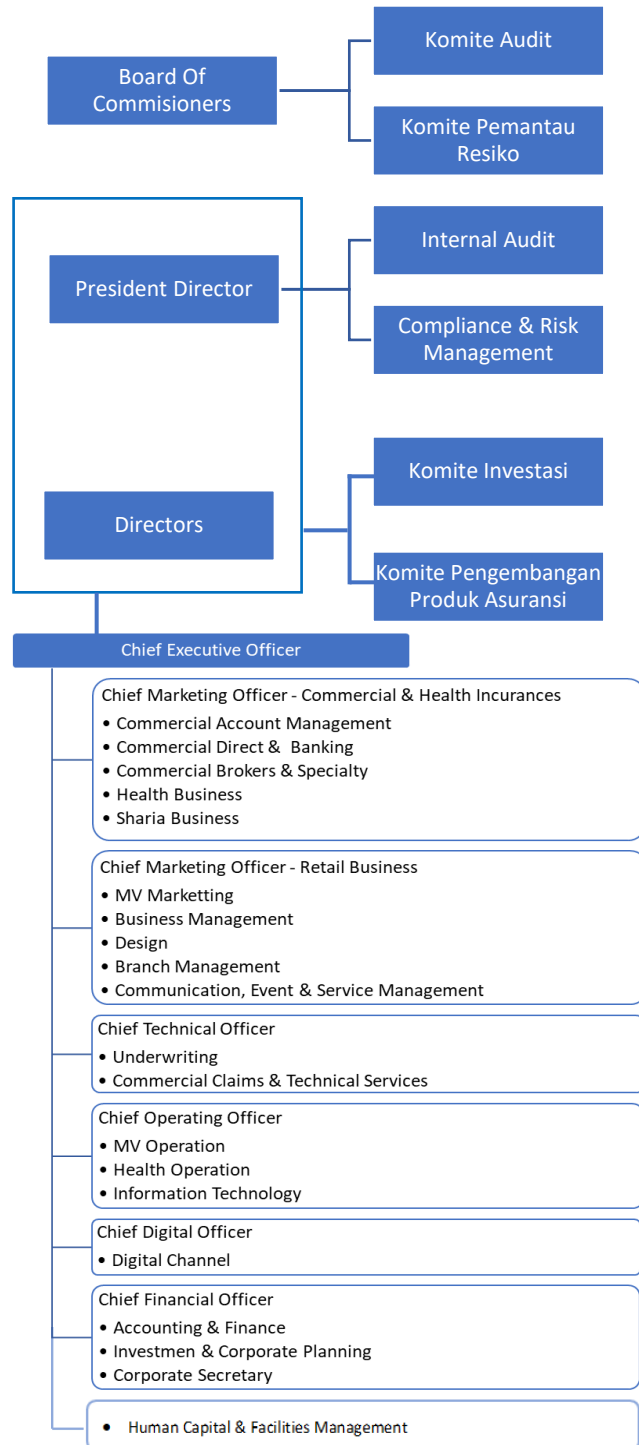 Komite Audit
Board Of
Commisioners
Komite Pemantau
Resiko
Internal Audit
President Director
Compliance & Risk
Management
Komite Investasi
Directors
Komite Pengembangan
Produk Asuransi
Chief Executive Officer
Chief Marketing Officer - Commercial & Health Incurances
• Commercial Account Management
• Commercial Direct & Banking
• Commercial Brokers & Specialty
• Health Business
• Sharia Business
Chief Marketing Officer - Retail Business
• MV Marketting
• Business Management
• Design
• Branch Management
• Communication, Event & Service Management
Chief Technical Officer
• Underwriting
• Commercial Claims & Technical Services
Chief Operating Officer
• MV Operation
• Health Operation
• Information Technology
Chief Digital Officer
• Digital Channel
Chief Financial Officer
• Accounting & Finance
• Investmen & Corporate Planning
• Corporate Secretary
• Human Capital & Facilities Management